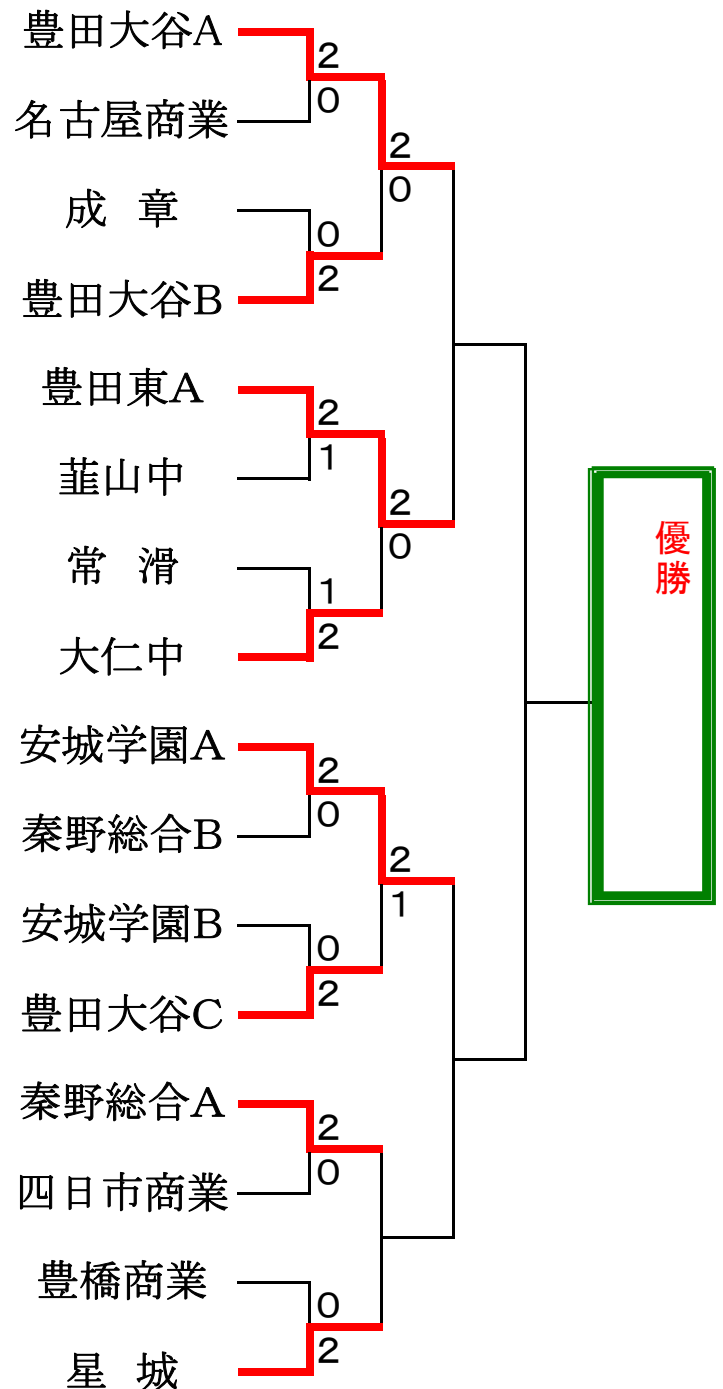 豊田大谷A
2
0
名古屋商業
2
0
成 章
0
2
豊田大谷B
豊田東A
2
1
韮山中
2
0
常 滑
1
2
大仁中
優勝
安城学園A
2
0
秦野総合B
2
1
安城学園B
0
2
豊田大谷C
秦野総合A
2
0
四日市商業
豊橋商業
0
2
星 城